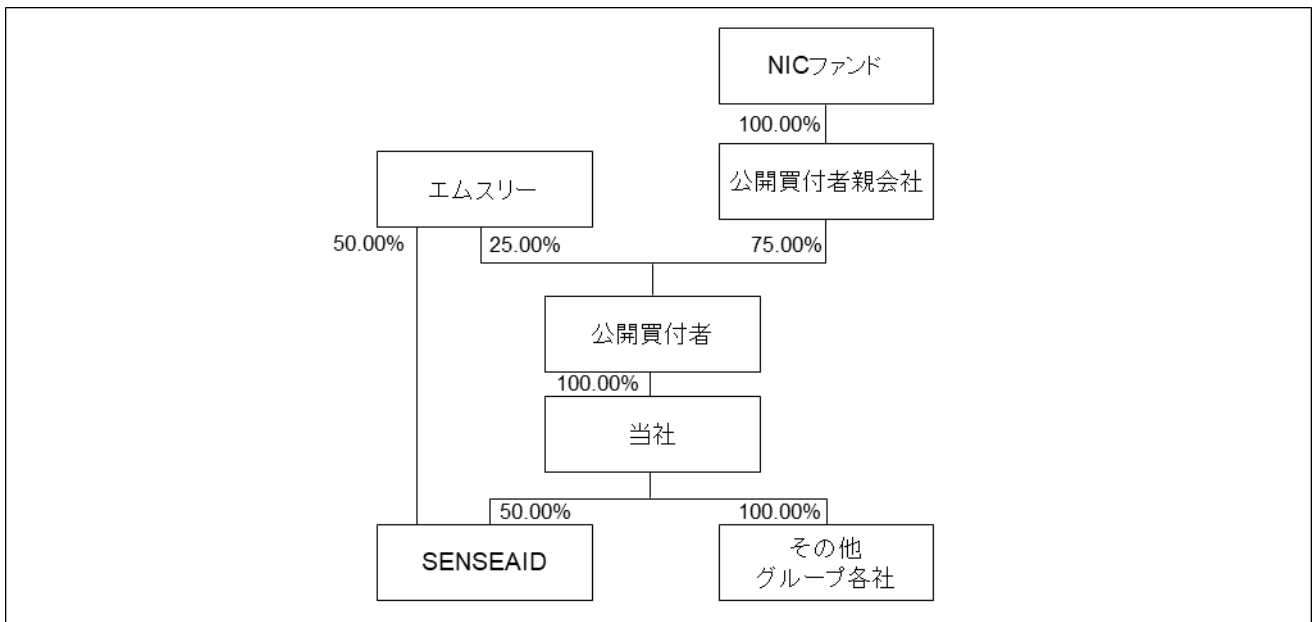 NICファンド
100.00%
エムスリー
公開買付者親会社
50.00%
25.00%
75.00%
公開買付者
100.00%
当社
50.00%
100.00%
SENSEAID
その他
グループ各社